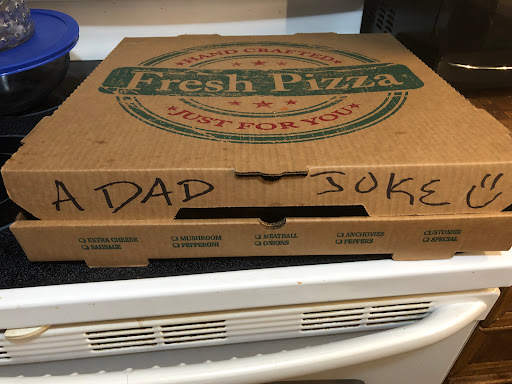 HAND CRAFTED
Fresh Pizza
JUST FOR YOU
A DAD JOKE
EXTRA CHEESE MUSHROOM MEATBALL ANCHOVIES CUSTOMER
SAUSAGE PEPPERONI ONIONS PEPPERS SPECIAL